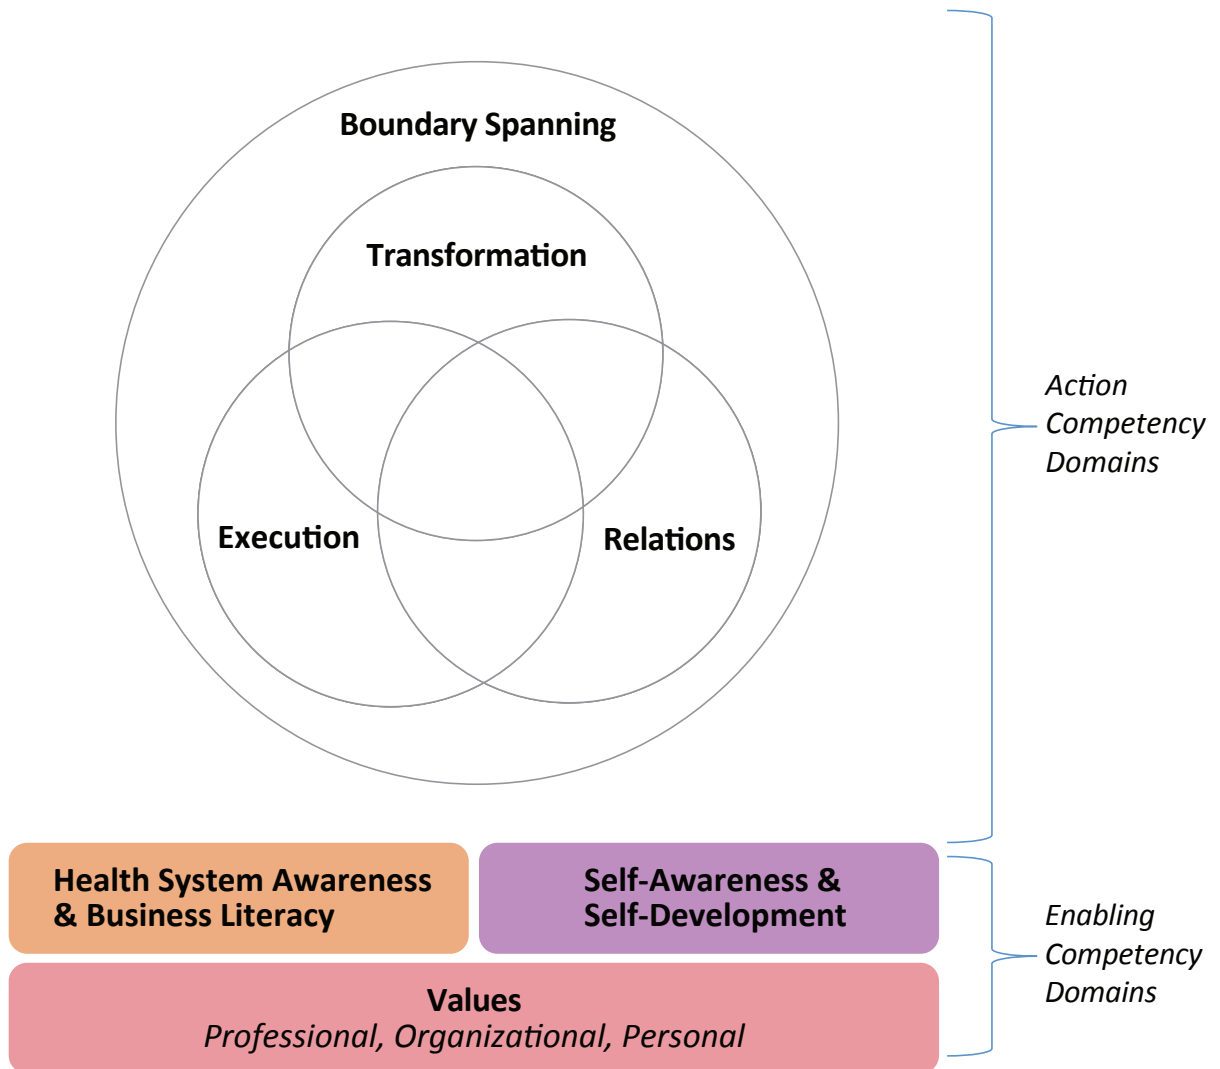 Boundary Spanning
Transformation
Execution
Relations
Action
Competency
Domains
Health System Awareness
& Business Literacy
Self-Awareness &
Self-Development
Values
Professional, Organizational, Personal
Enabling
Competency
Domains